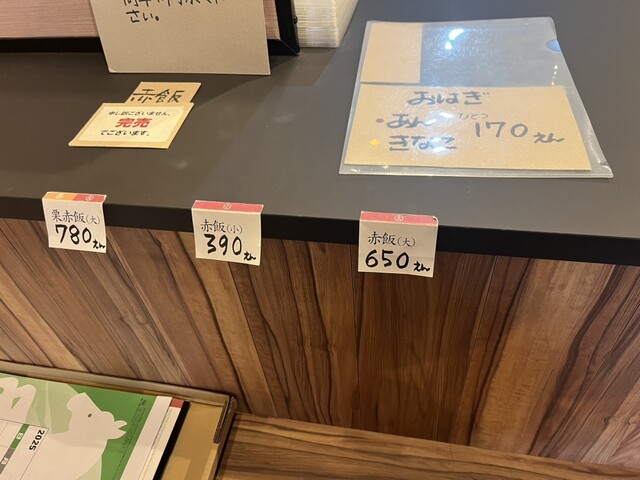 さい。
赤飯
申し訳ございません。
完売
でございます。
おはぎ
・あん ひとつ 170えん
きなこ
栗赤飯(大)
780えん
赤飯(小)
390えん
赤飯(大)
650えん
2025